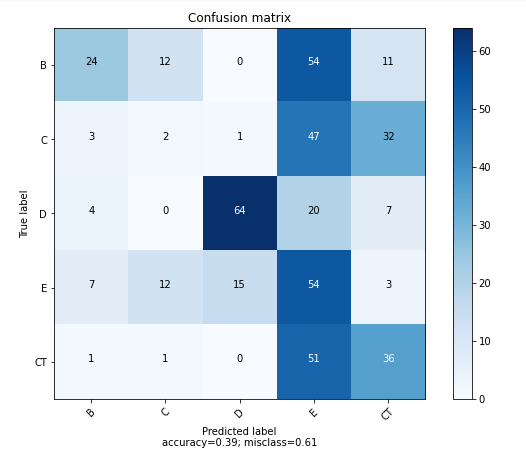 Confusion matrix
B 24 12 0 54 11
C 3 2 1 47 32
D 4 0 64 20 7
E 7 12 15 54 3
CT 1 1 0 51 36
True label
B C D E CT
Predicted label
accuracy=0.39; misclass=0.61
60
50
40
30
20
10
0